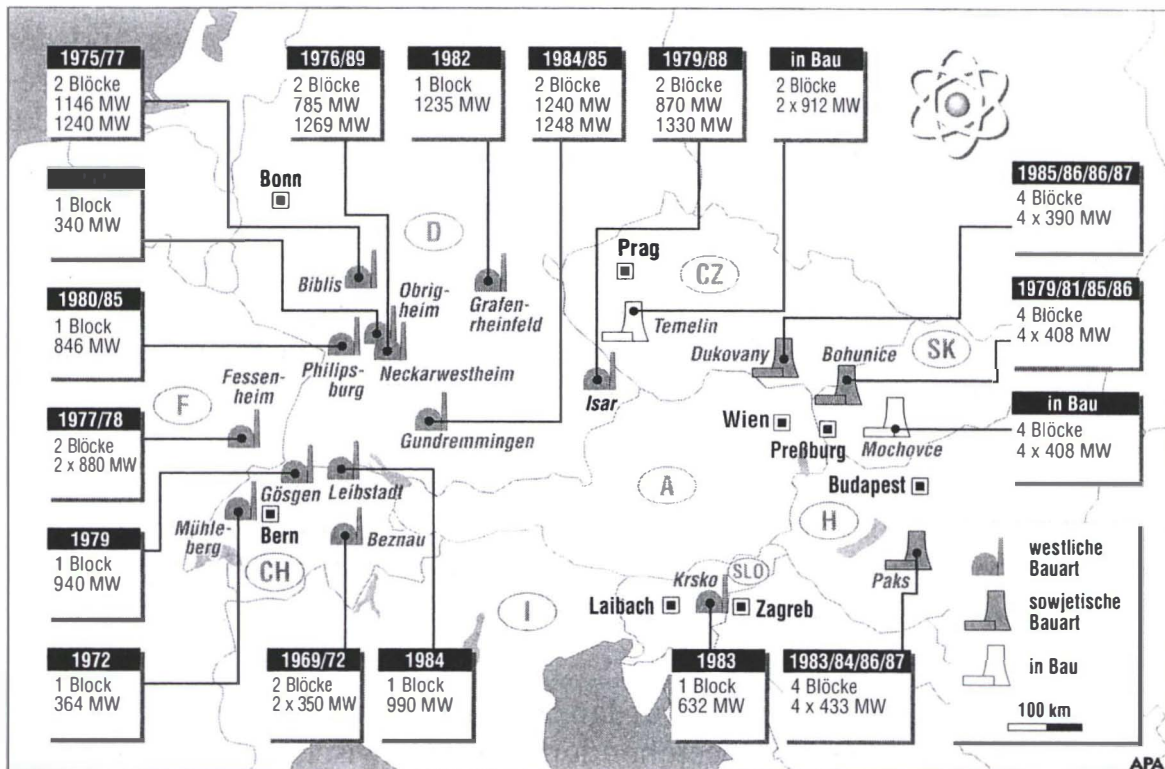 1975/77
2 Blöcke
1146 MW
1240 MW
1976/89
2 Blöcke
785 MW
1269 MW
1982
1 Block
1235 MW
1984/85
2 Blöcke
1240 MW
1248 MW
1979/88
2 Blöcke
870 MW
1330 MW
in Bau
2 Blöcke
2 x 912 MW
1 Block
340 MW
1985/86/86/87
4 Blöcke
4 x 390 MW
Bonn
D
Prag
CZ
Biblis
Obrig-
heim
Grafen-
rheinfeld
Temelin
1980/85
1 Block
846 MW
1979/81/85/86
4 Blöcke
4 x 408 MW
Philips-
burg
Neckarwestheim
Isar
Dukovany
Bohunice
SK
Fessen-
heim
F
Gundremmingen
1977/78
2 Blöcke
2 x 880 MW
in Bau
4 Blöcke
4 x 408 MW
Wien
Preßburg
Mochovce
Gösgen
Leibstadt
A
Budapest
H
Mühle-
berg
Bern
Beznau
CH
1979
1 Block
940 MW
I
Krsko
SLO
Laibach
Zagreb
Paks
westliche
Bauart
sowjetische
Bauart
in Bau
100 km
1972
1 Block
364 MW
1969/72
2 Blöcke
2 x 350 MW
1984
1 Block
990 MW
1983
1 Block
632 MW
1983/84/86/87
4 Blöcke
4 x 433 MW
APA